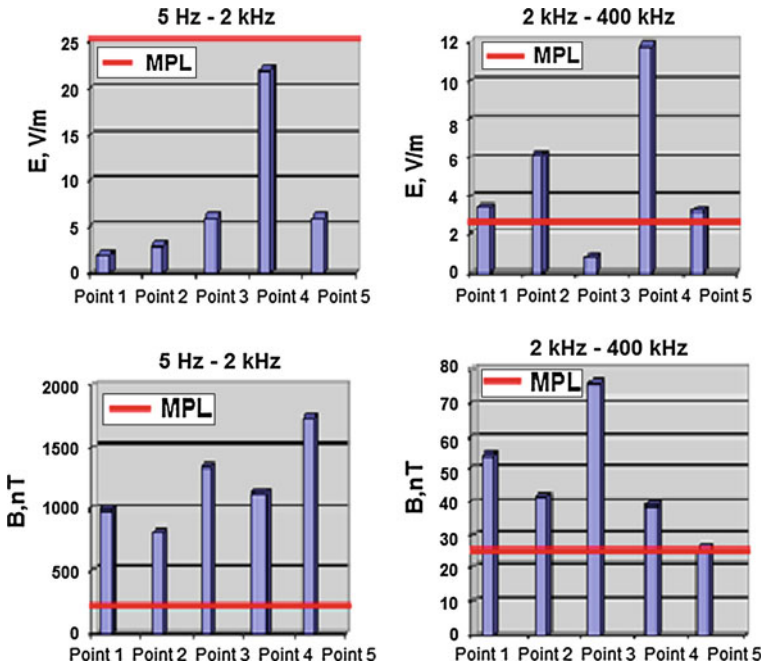 5 Hz - 2 kHz
E, V/m
25
20
15
10
5
0
MPL
Point 1 Point 2 Point 3 Point 4 Point 5
2 kHz - 400 kHz
E, V/m
12
10
8
6
4
2
0
MPL
Point 1 Point 2 Point 3 Point 4 Point 5
5 Hz - 2 kHz
B,nT
2000
1500
1000
500
0
MPL
Point 1 Point 2 Point 3 Point 4 Point 5
2 kHz - 400 kHz
B,nT
80
70
60
50
40
30
20
10
0
MPL
Point 1 Point 2 Point 3 Point 4 Point 5